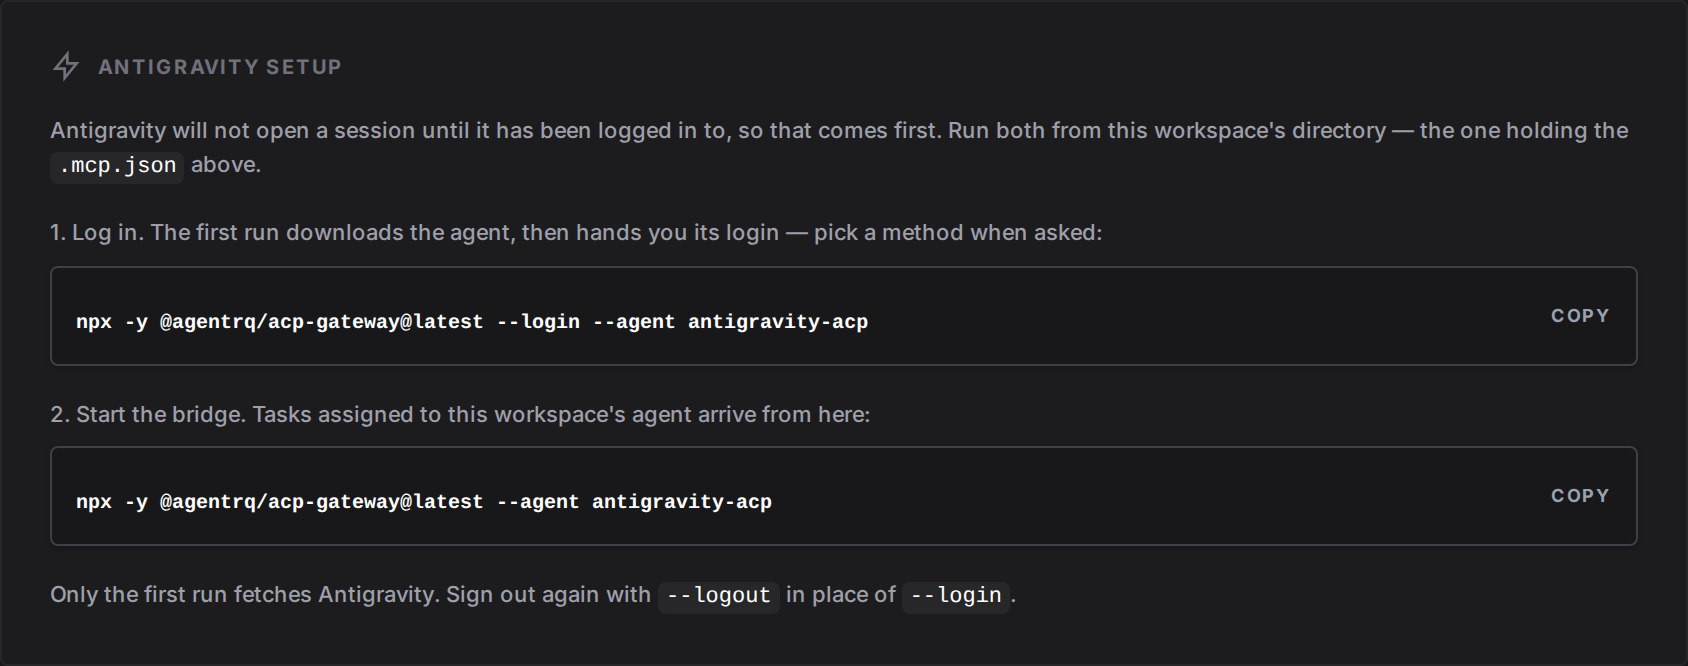 ANTIGRAVITY SETUP
Antigravity will not open a session until it has been logged in to, so that comes first. Run both from this workspace's directory — the one holding the
.mcp.json above.
1. Log in. The first run downloads the agent, then hands you its login — pick a method when asked:
npx -y @agentrq/acp-gateway@latest --login --agent antigravity-acp
COPY
2. Start the bridge. Tasks assigned to this workspace's agent arrive from here:
npx -y @agentrq/acp-gateway@latest --agent antigravity-acp
COPY
Only the first run fetches Antigravity. Sign out again with --logout in place of --login.